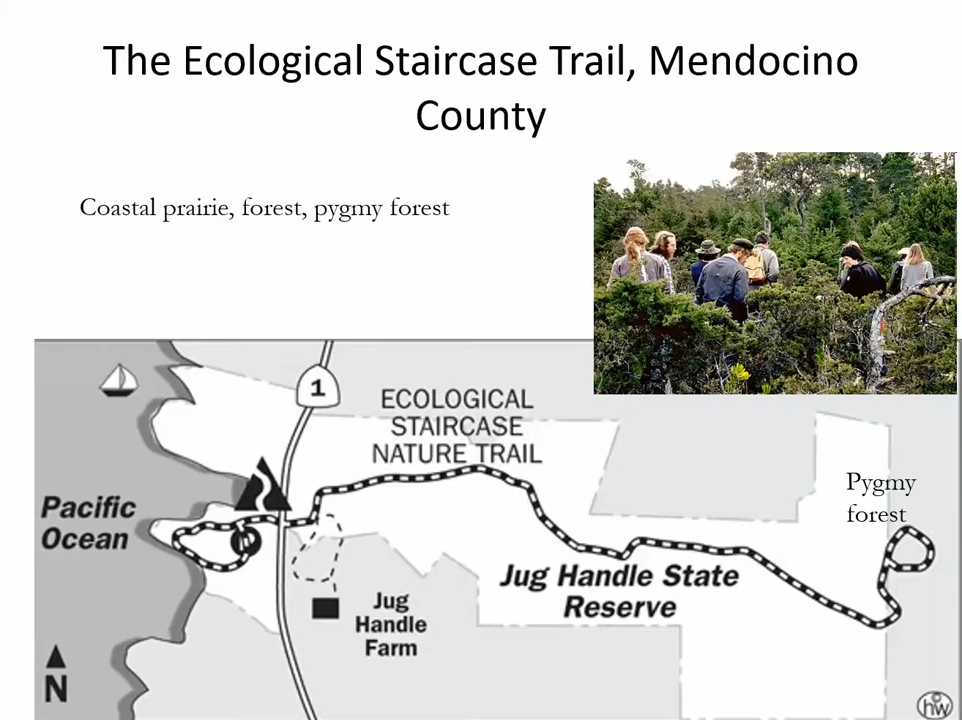 The Ecological Staircase Trail, Mendocino
County
Coastal prairie, forest, pygmy forest
1
ECOLOGICAL
STAIRCASE
NATURE TRAIL
Pygmy
forest
Pacific
Ocean
Jug Handle State
Reserve
Jug
Handle
Farm
N
hw